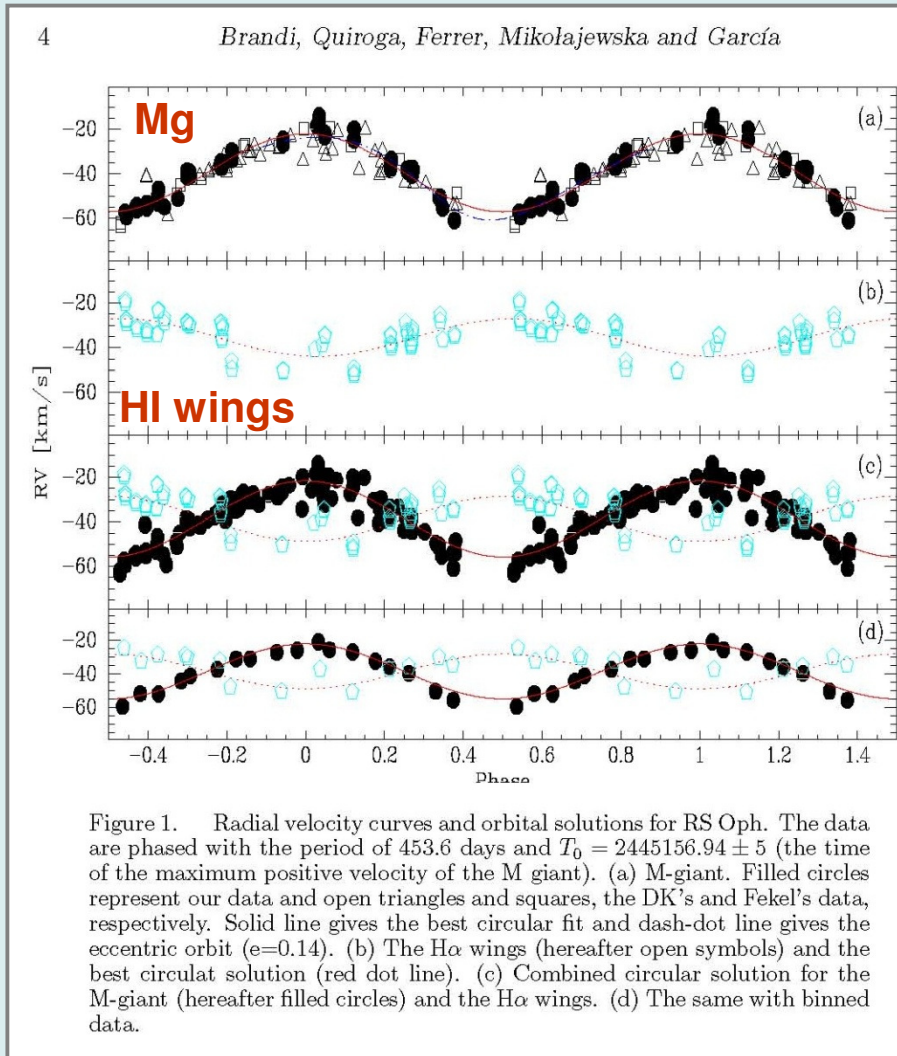 4 Brandi, Quiroga, Ferrer, Mikołajewska and García
Mg
(a)
−20
−40
−60
(b)
−20
−40
−60
HI wings
RV [km/s]
(c)
−20
−40
−60
(d)
−20
−40
−60
−0.4 −0.2 0 0.2 0.4 0.6 0.8 1 1.2 1.4
Phase
Figure 1. Radial velocity curves and orbital solutions for RS Oph. The data
are phased with the period of 453.6 days and T₀ = 2445156.94 ± 5 (the time
of the maximum positive velocity of the M giant). (a) M-giant. Filled circles
represent our data and open triangles and squares, the DK's and Fekel's data,
respectively. Solid line gives the best circular fit and dash-dot line gives the
eccentric orbit (e=0.14). (b) The Hα wings (hereafter open symbols) and the
best circulat solution (red dot line). (c) Combined circular solution for the
M-giant (hereafter filled circles) and the Hα wings. (d) The same with binned
data.